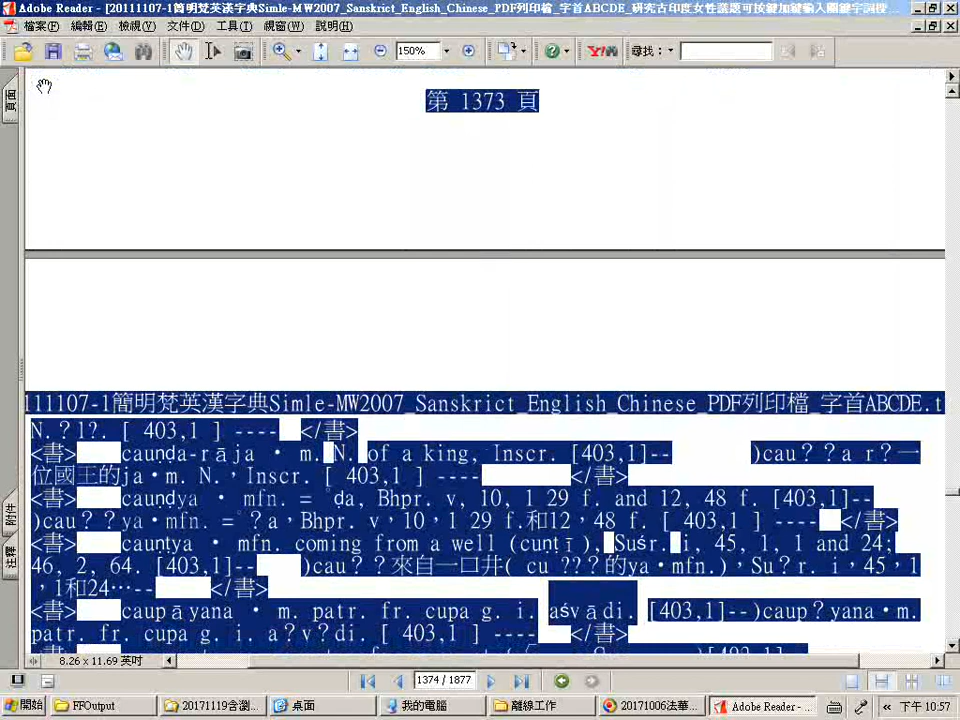 Adobe Reader - [20111107-1簡明梵英漢字典Simle-MW2007_Sanskrict_English_Chinese_PDF列印檔_字首ABCDE_研究古印度女性議題可按鍵加鍵輸入關鍵字詞搜
檔案(F) 編輯(E) 檢視(V) 文件(D) 工具(T) 視窗(W) 說明(H)
150% Y! 尋找:
頁面
第 1373 頁
111107-1簡明梵英漢字典Simle-MW2007_Sanskrict_English_Chinese_PDF列印檔_字首ABCDE.t
N.?l?. [ 403,1 ] ---- </書>
<書> cauṇda-rāja • m. N. of a king, Inscr. [403,1]-- )cau??a r?一
位國王的ja•m. N.，Inscr. [ 403,1 ] ---- </書>
<書> cauṇḍya • mfn. = ゜ḍa, Bhpr. v, 10, 1 29 f. and 12, 48 f. [403,1]--
)cau??ya•mfn. =゜?a，Bhpr. v，10，1 29 f.和12，48 f. [ 403,1 ] ---- </書>
<書> cauṇṭya • mfn. coming from a well (cuṇṭī), Suśr. i, 45, 1, 1 and 24;
46, 2, 64. [403,1]-- )cau??來自一口井( cu ???的ya•mfn.)，Su?r. i，45，1
，1和24…-- </書>
<書> caupāyana • m. patr. fr. cupa g. i. aśvādi. [403,1]--)caup?yana•m.
patr. fr. cupa g. i. a?v?di. [ 403,1 ] ---- </書>
附件
注釋
8.26 x 11.69 英吋
1374 / 1877
開始 FFOutput 20171119含瀏... 桌面 我的電腦 離線工作 20171006法華... Adobe Reader - ... 下午 10:57